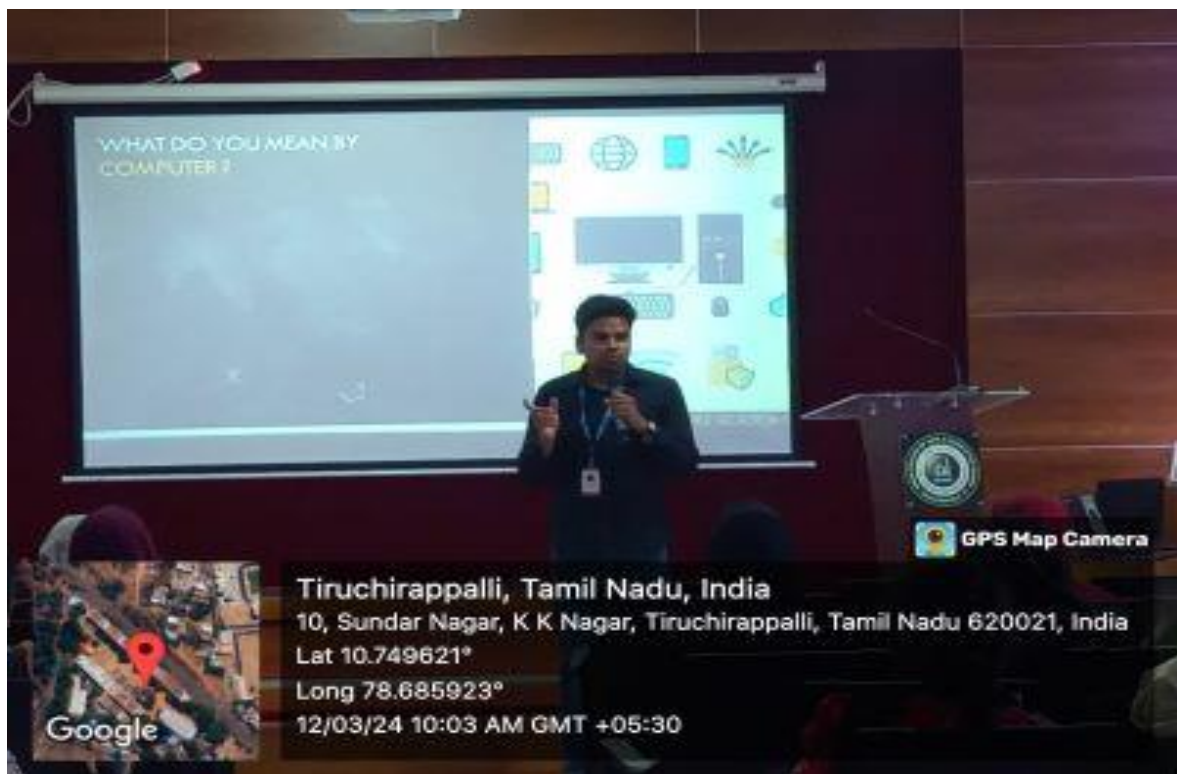 WHAT DO YOU MEAN BY
COMPUTER ?
GPS Map Camera
Tiruchirappalli, Tamil Nadu, India
10, Sundar Nagar, K K Nagar, Tiruchirappalli, Tamil Nadu 620021, India
Lat 10.749621°
Long 78.685923°
12/03/24 10:03 AM GMT +05:30
Google